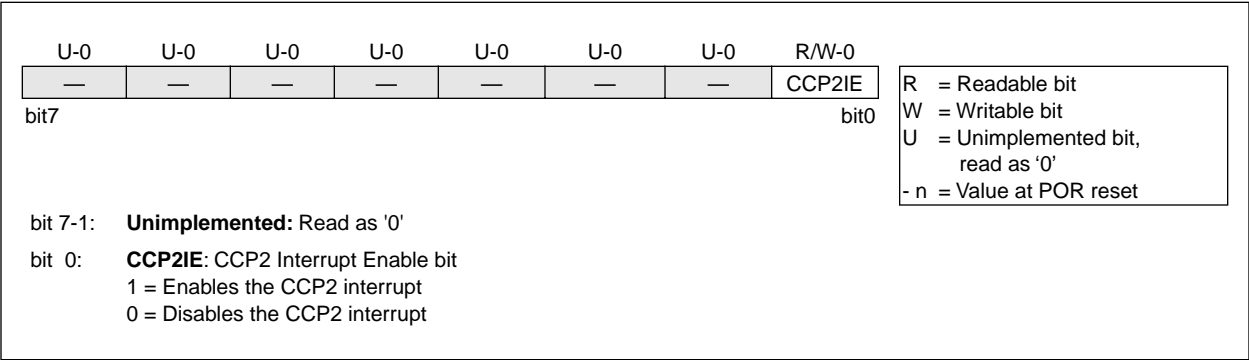 U-0 U-0 U-0 U-0 U-0 U-0 U-0 R/W-0
— — — — — — — CCP2IE
bit7 bit0
R = Readable bit
W = Writable bit
U = Unimplemented bit,
read as ‘0’
- n = Value at POR reset
bit 7-1: Unimplemented: Read as '0'
bit 0: CCP2IE: CCP2 Interrupt Enable bit
1 = Enables the CCP2 interrupt
0 = Disables the CCP2 interrupt